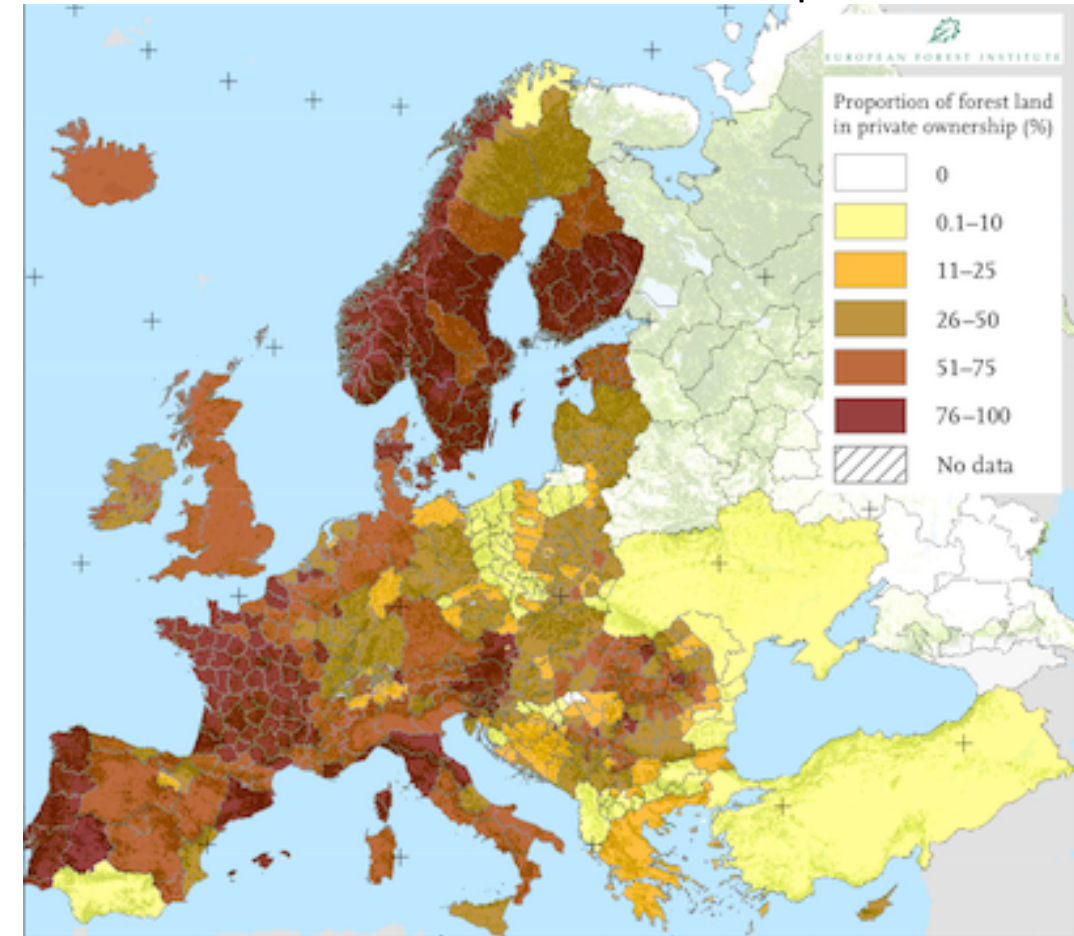 EUROPEAN FOREST INSTITUTE
Proportion of forest land
in private ownership (%)
0
0.1–10
11–25
26–50
51–75
76–100
No data